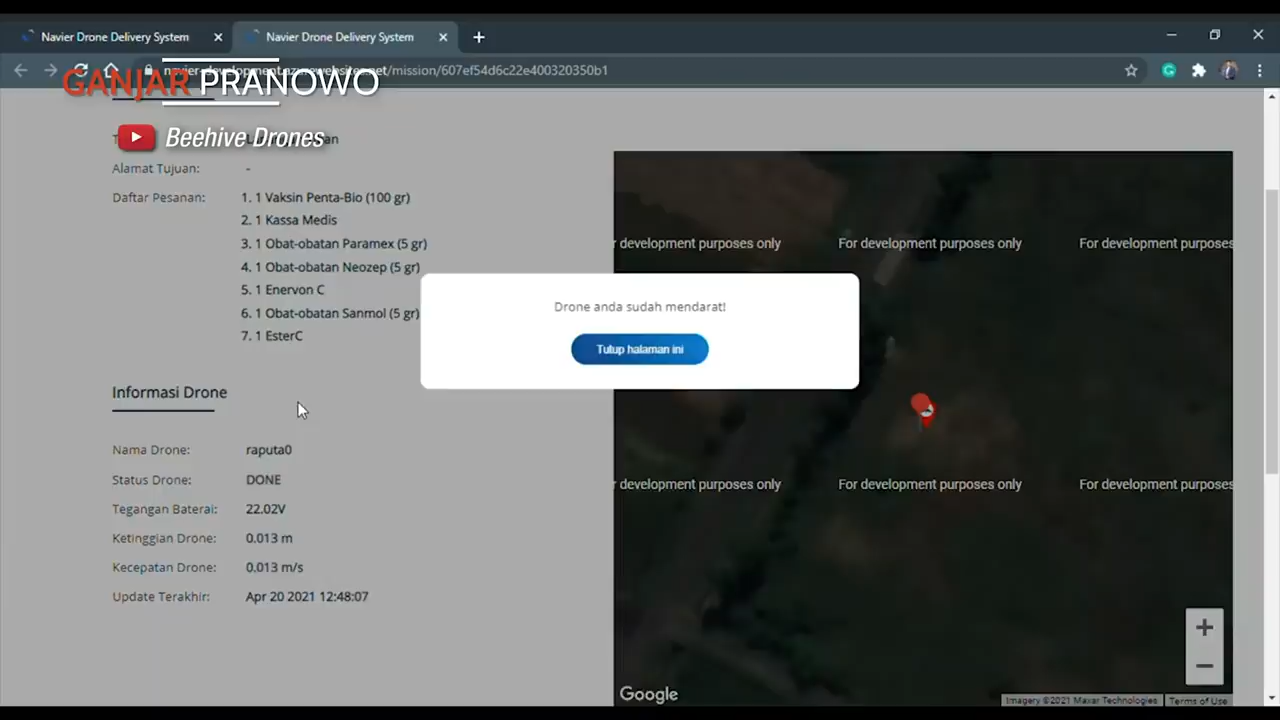 Navier Drone Delivery System
Navier Drone Delivery System
navier-development.azurewebsites.net/mission/607ef54d6c22e400320350b1
GANJAR PRANOWO
Beehive Drones
Alamat Tujuan: -
Daftar Pesanan:
1. 1 Vaksin Penta-Bio (100 gr)
2. 1 Kassa Medis
3. 1 Obat-obatan Paramex (5 gr)
4. 1 Obat-obatan Neozep (5 gr)
5. 1 Enervon C
6. 1 Obat-obatan Sanmol (5 gr)
7. 1 EsterC
Informasi Drone
Nama Drone: raputa0
Status Drone: DONE
Tegangan Baterai: 22.02V
Ketinggian Drone: 0.013 m
Kecepatan Drone: 0.013 m/s
Update Terakhir: Apr 20 2021 12:48:07
Drone anda sudah mendarat!
Tutup halaman ini
r development purposes only For development purposes only For development purposes
r development purposes only For development purposes only For development purposes
Google
Imagery ©2021 Maxar Technologies Terms of Use